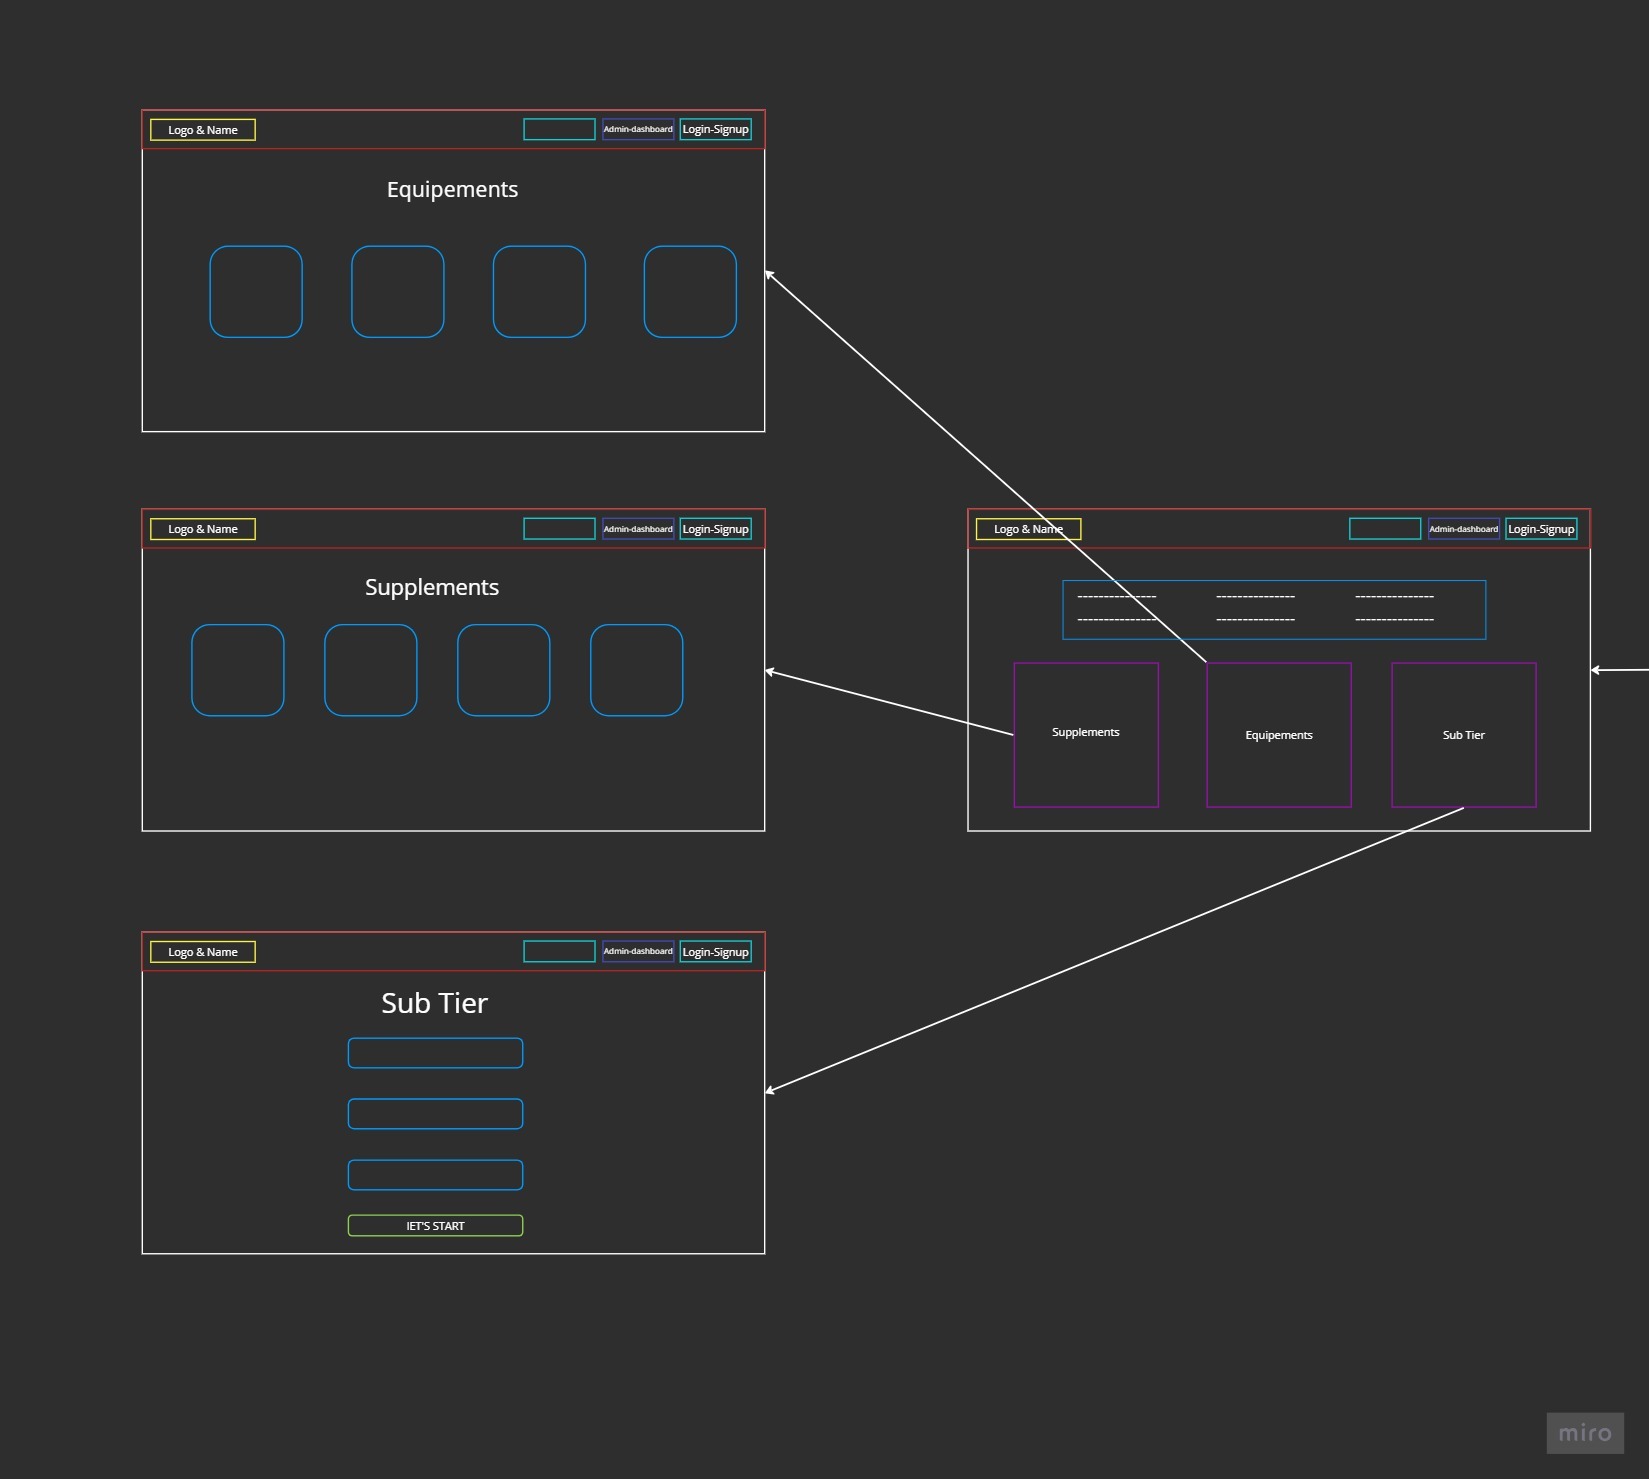 Logo & Name
Admin-dashboard
Login-Signup
Equipements
Logo & Name
Admin-dashboard
Login-Signup
Supplements
Logo & Name
Admin-dashboard
Login-Signup
---------------
---------------
---------------
---------------
---------------
---------------
Supplements
Equipements
Sub Tier
Logo & Name
Admin-dashboard
Login-Signup
Sub Tier
lET'S START
miro